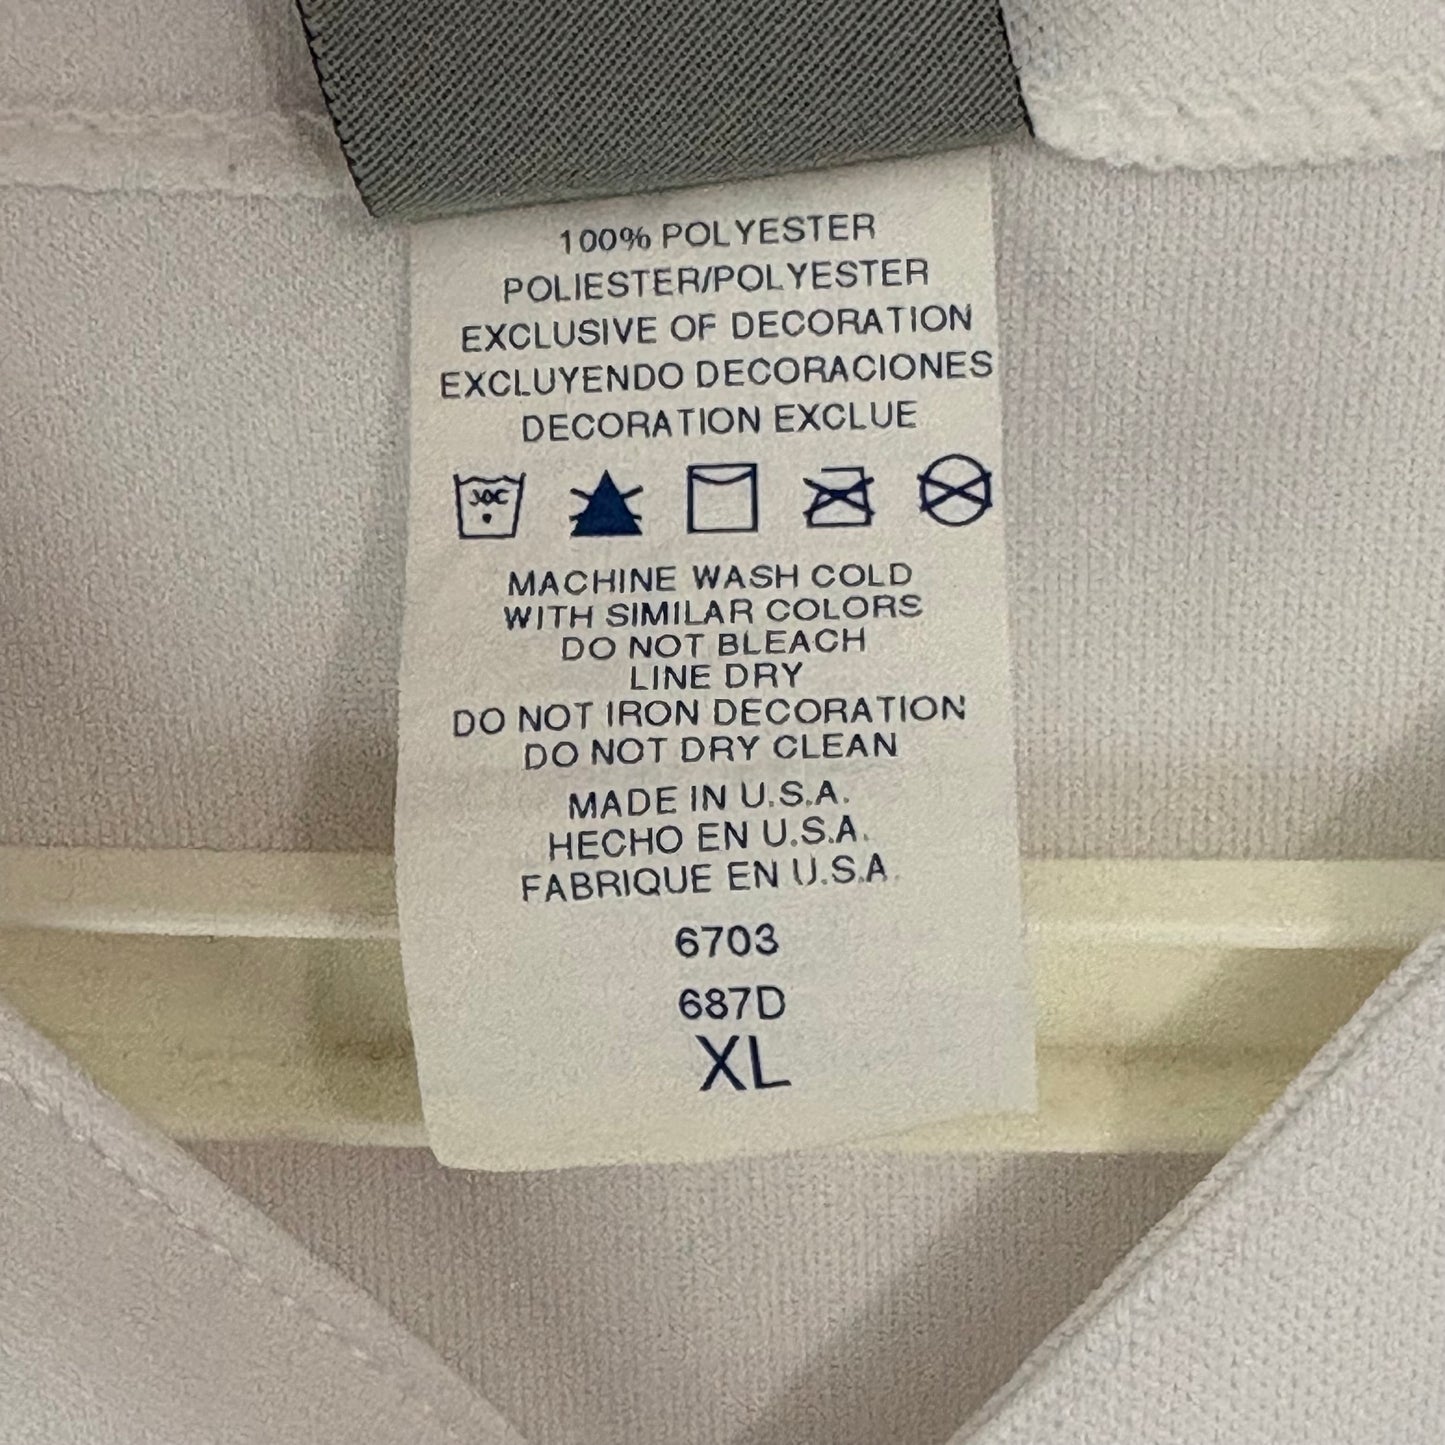 100% POLYESTER
POLIESTER/POLYESTER
EXCLUSIVE OF DECORATION
EXCLUYENDO DECORACIONES
DECORATION EXCLUE
30C
MACHINE WASH COLD
WITH SIMILAR COLORS
DO NOT BLEACH
LINE DRY
DO NOT IRON DECORATION
DO NOT DRY CLEAN
MADE IN U.S.A.
HECHO EN U.S.A.
FABRIQUE EN U.S.A.
6703
687D
XL